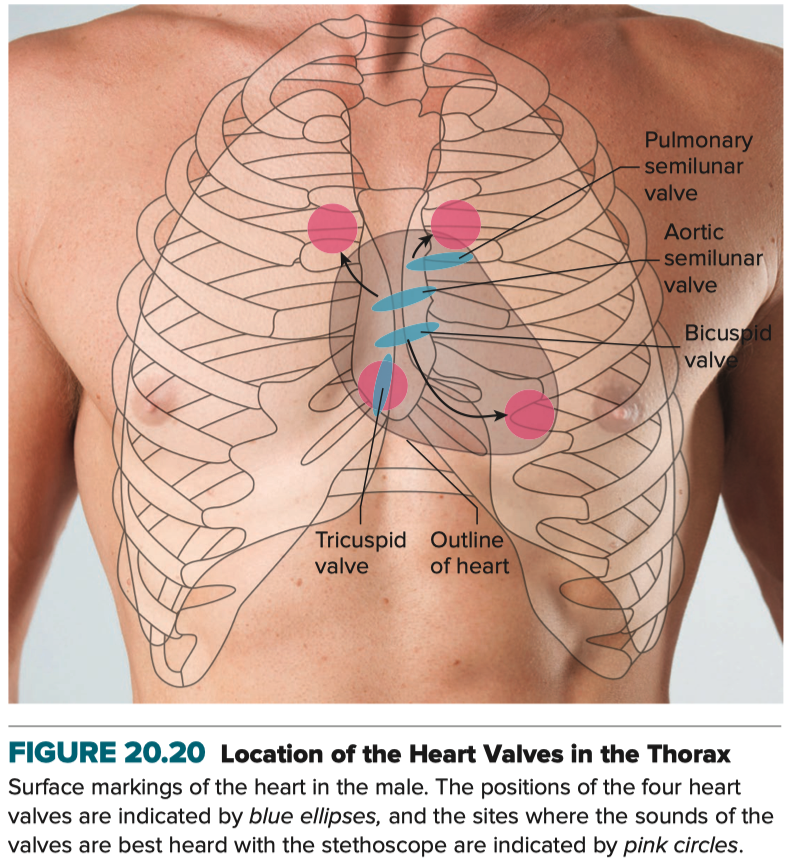 Pulmonary
semilunar
valve
Aortic
semilunar
valve
Bicuspid
valve
Tricuspid
valve
Outline
of heart
FIGURE 20.20 Location of the Heart Valves in the Thorax
Surface markings of the heart in the male. The positions of the four heart
valves are indicated by blue ellipses, and the sites where the sounds of the
valves are best heard with the stethoscope are indicated by pink circles.